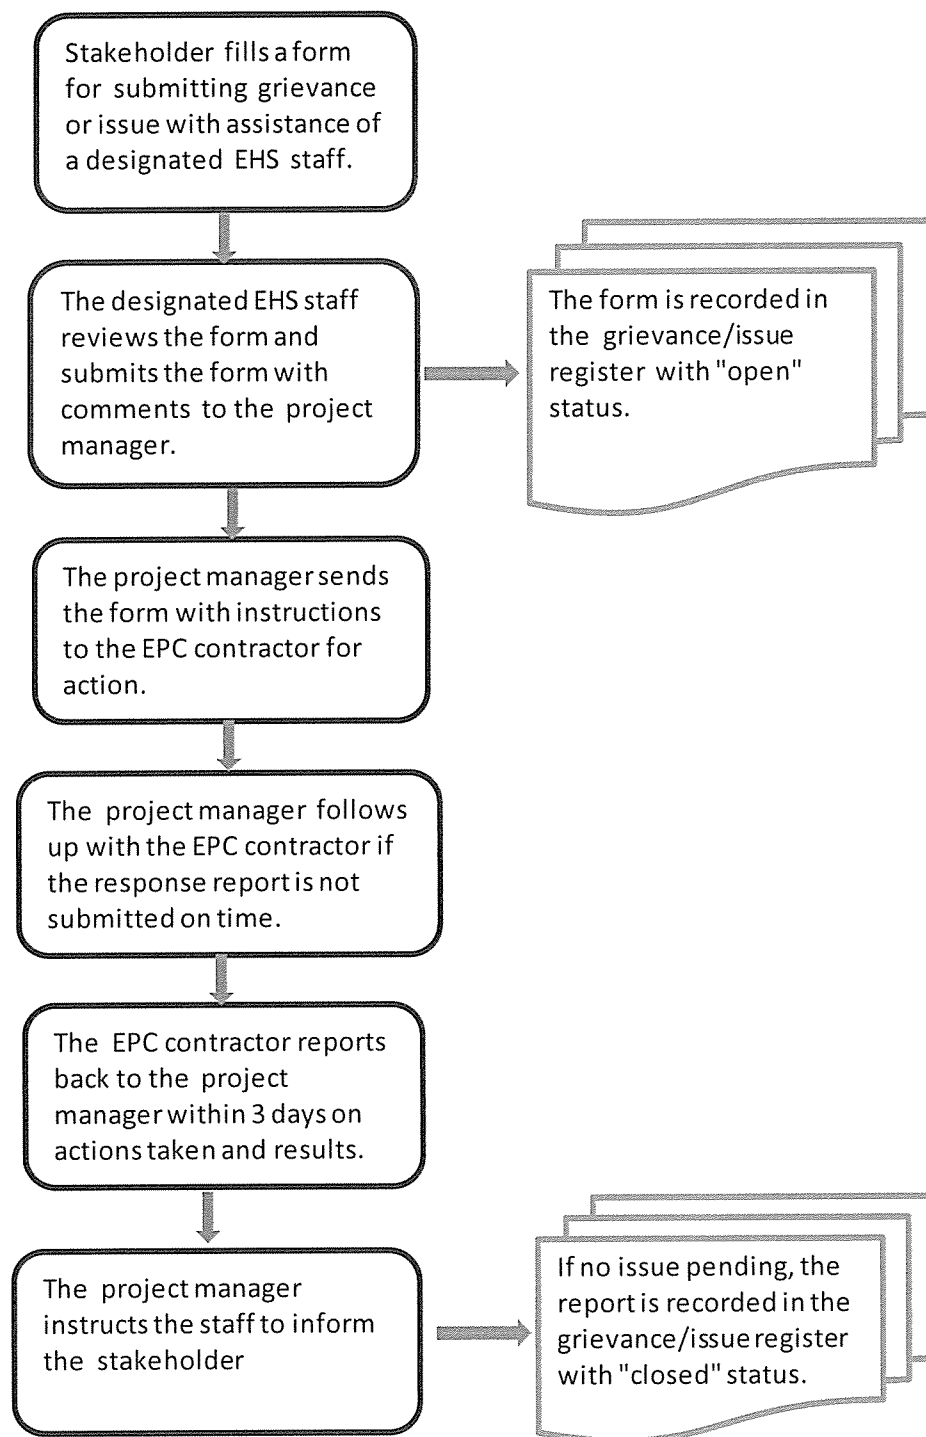 Stakeholder fills a form
for submitting grievance
or issue with assistance of
a designated EHS staff.
The designated EHS staff
reviews the form and
submits the form with
comments to the project
manager.
The form is recorded in
the grievance/issue
register with "open"
status.
The project manager sends
the form with instructions
to the EPC contractor for
action.
The project manager follows
up with the EPC contractor if
the response report is not
submitted on time.
The EPC contractor reports
back to the project
manager within 3 days on
actions taken and results.
The project manager
instructs the staff to inform
the stakeholder
If no issue pending, the
report is recorded in the
grievance/issue register
with "closed" status.